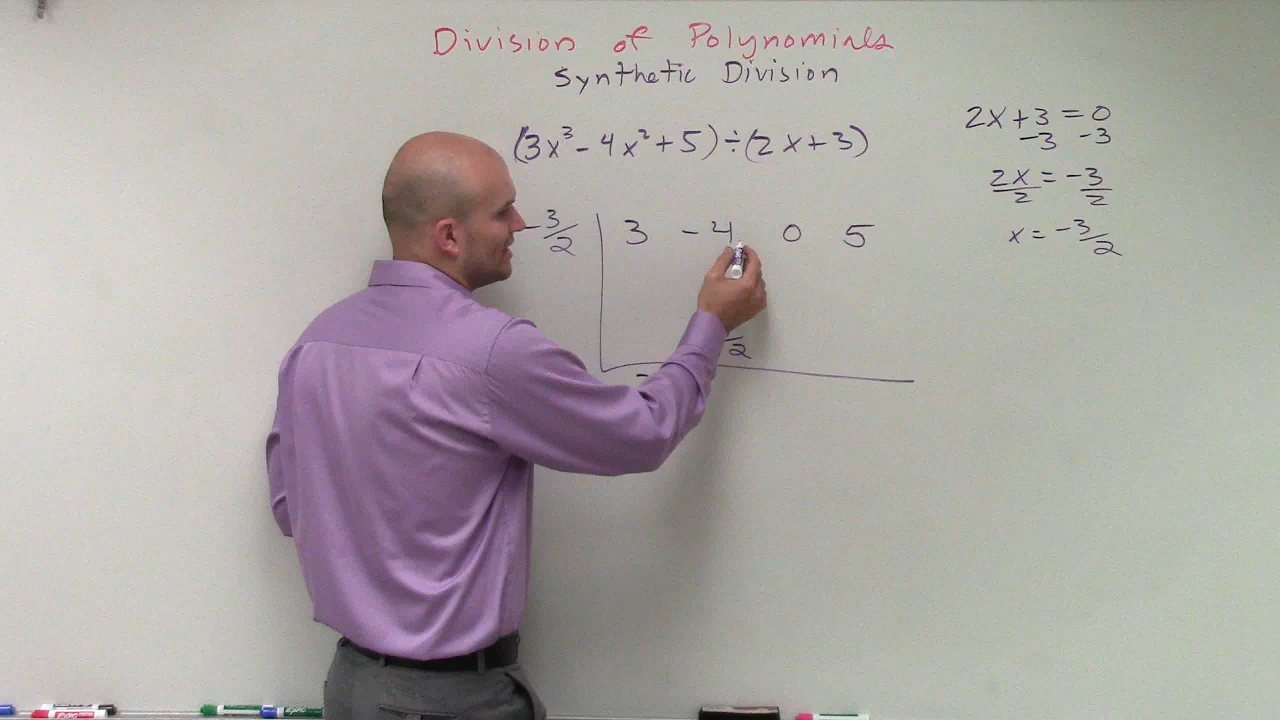 Division of Polynomials
Synthetic Division
(3x³ - 4x² + 5) ÷ (2x + 3)
-3/2 3 -4 0 5
2
2x + 3 = 0
-3 -3
2x/2 = -3/2
x = -3/2